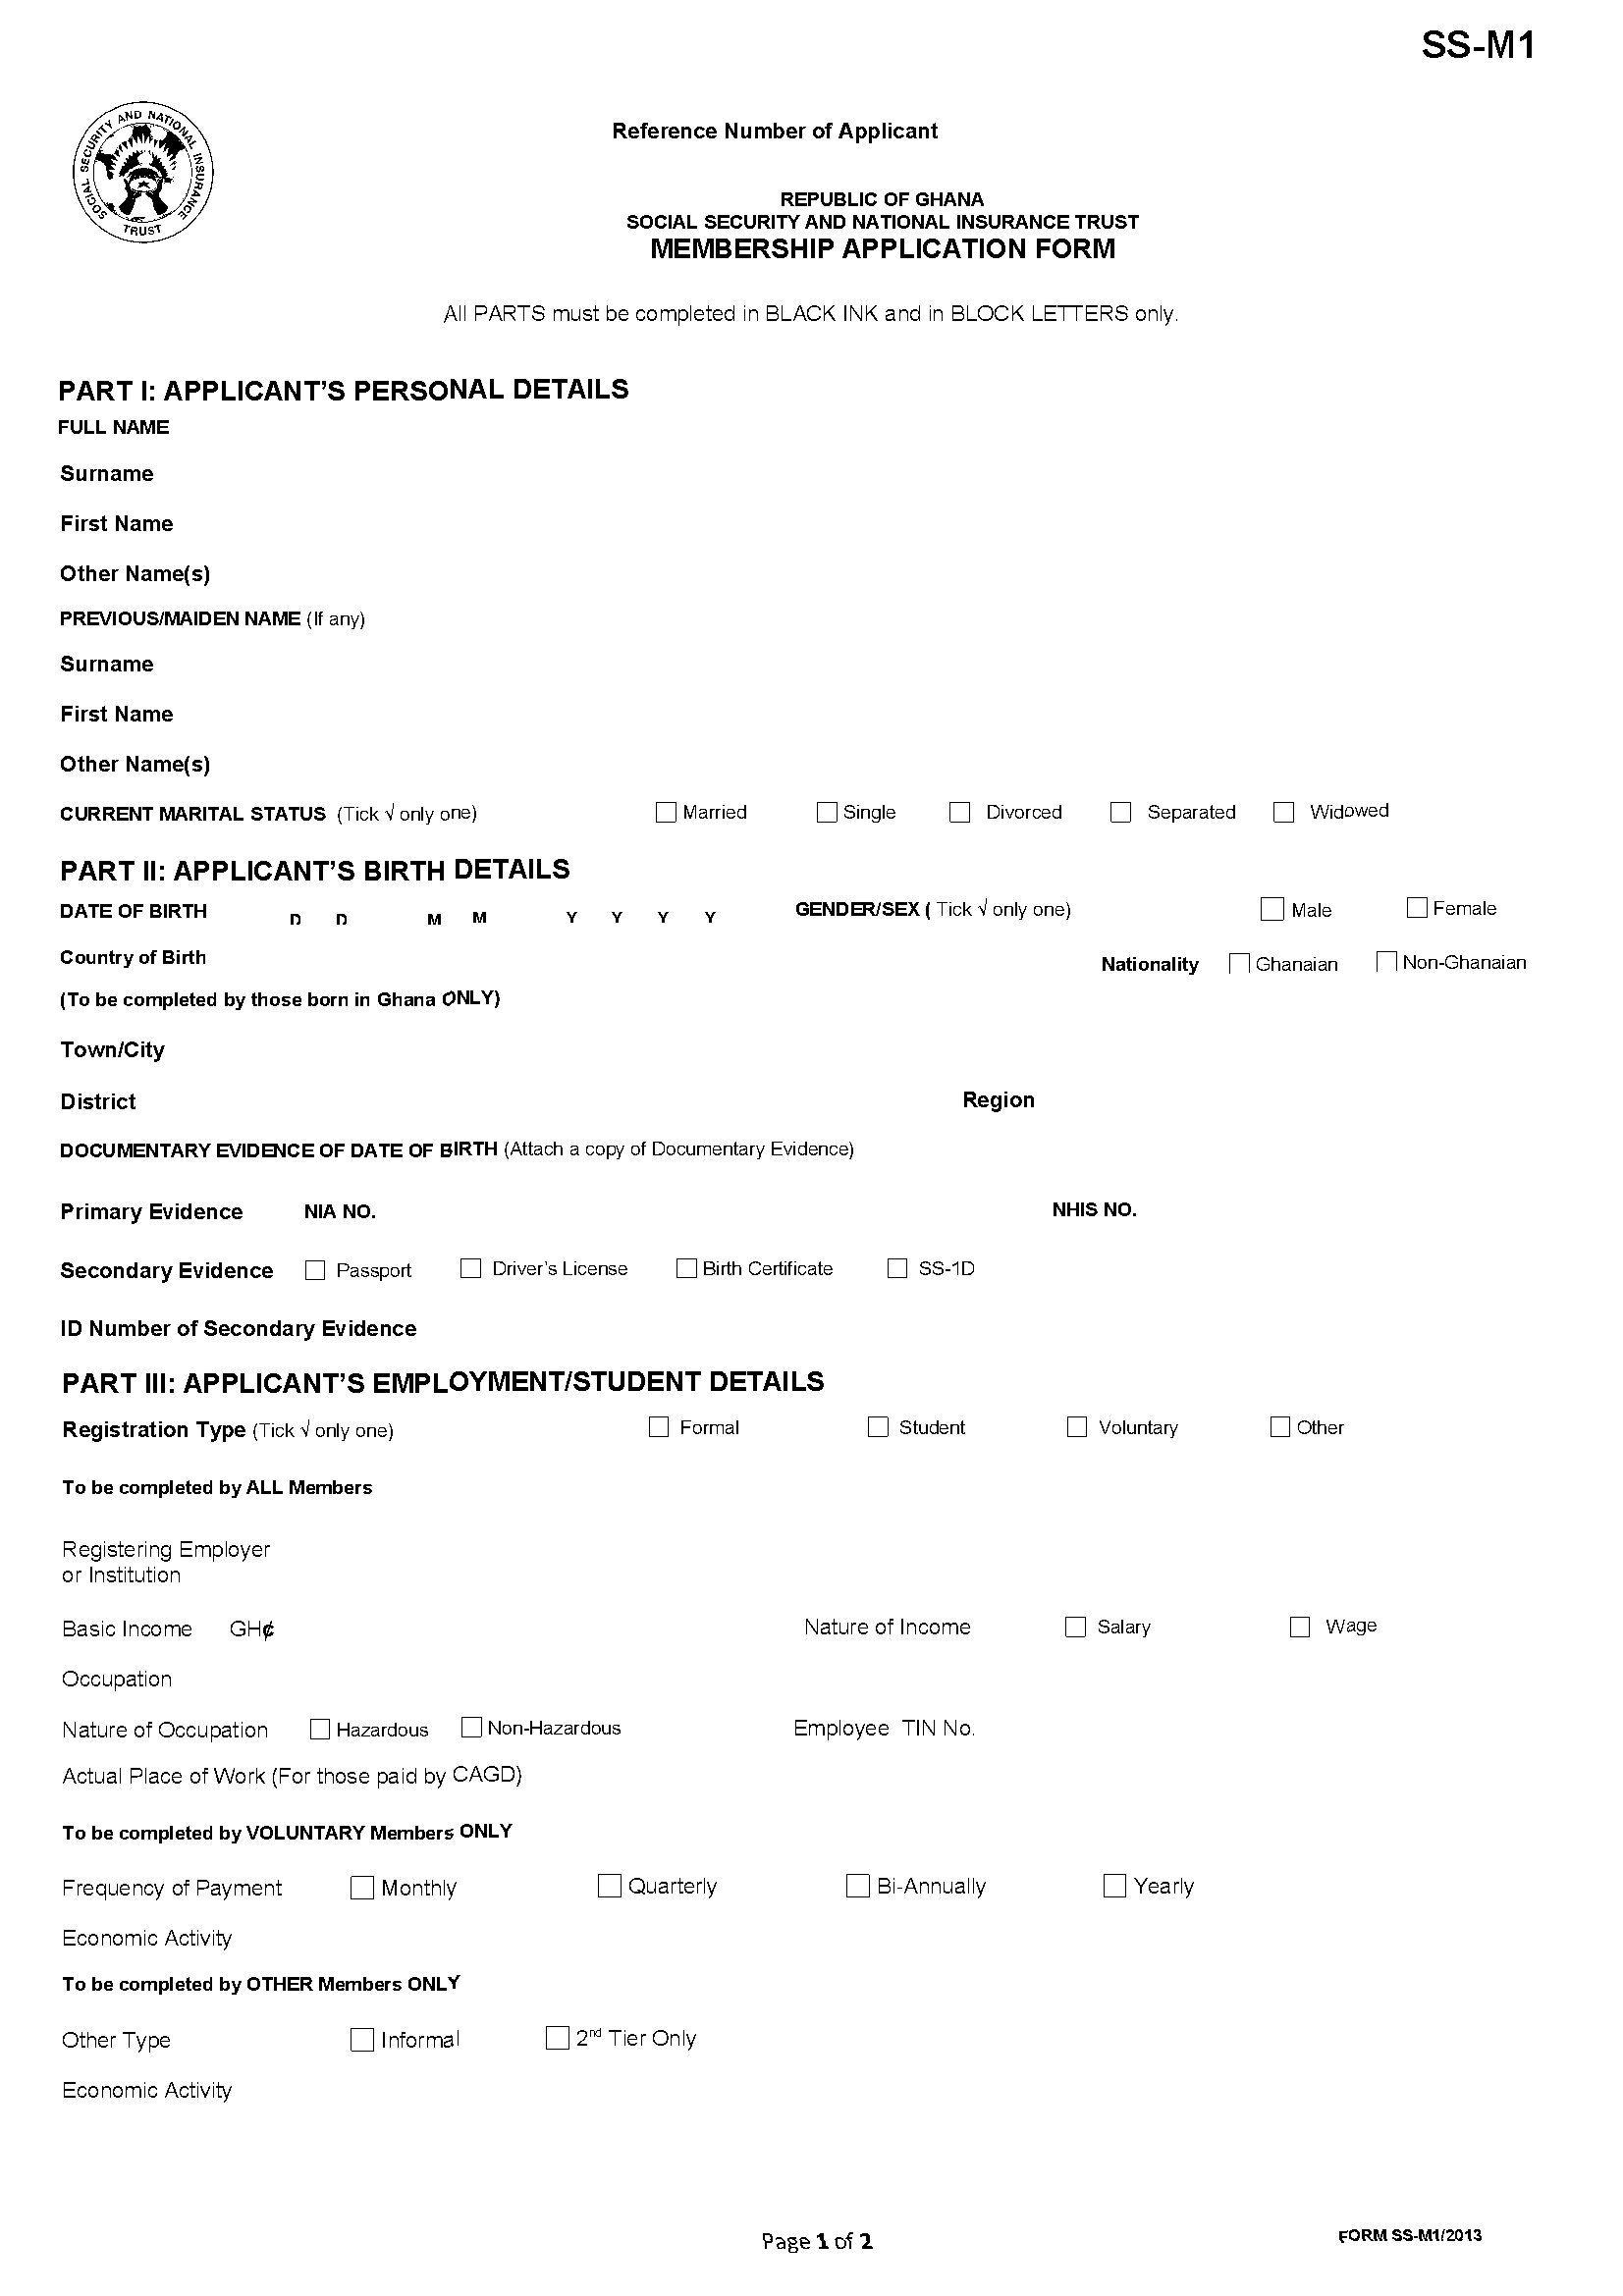 SS-M1
SOCIAL SECURITY AND NATIONAL INSURANCE TRUST
Reference Number of Applicant
REPUBLIC OF GHANA
SOCIAL SECURITY AND NATIONAL INSURANCE TRUST
MEMBERSHIP APPLICATION FORM
All PARTS must be completed in BLACK INK and in BLOCK LETTERS only.
PART I: APPLICANT'S PERSONAL DETAILS
FULL NAME
Surname
First Name
Other Name(s)
PREVIOUS/MAIDEN NAME (If any)
Surname
First Name
Other Name(s)
CURRENT MARITAL STATUS (Tick √ only one) Married Single Divorced Separated Widowed
PART II: APPLICANT'S BIRTH DETAILS
DATE OF BIRTH D D M M Y Y Y Y GENDER/SEX ( Tick √ only one) Male Female
Country of Birth Nationality Ghanaian Non-Ghanaian
(To be completed by those born in Ghana ONLY)
Town/City
District Region
DOCUMENTARY EVIDENCE OF DATE OF BIRTH (Attach a copy of Documentary Evidence)
Primary Evidence NIA NO. NHIS NO.
Secondary Evidence Passport Driver's License Birth Certificate SS-1D
ID Number of Secondary Evidence
PART III: APPLICANT'S EMPLOYMENT/STUDENT DETAILS
Registration Type (Tick √ only one) Formal Student Voluntary Other
To be completed by ALL Members
Registering Employer
or Institution
Basic Income GH¢ Nature of Income Salary Wage
Occupation
Nature of Occupation Hazardous Non-Hazardous Employee TIN No.
Actual Place of Work (For those paid by CAGD)
To be completed by VOLUNTARY Members ONLY
Frequency of Payment Monthly Quarterly Bi-Annually Yearly
Economic Activity
To be completed by OTHER Members ONLY
Other Type Informal 2nd Tier Only
Economic Activity
Page 1 of 2 FORM SS-M1/2013